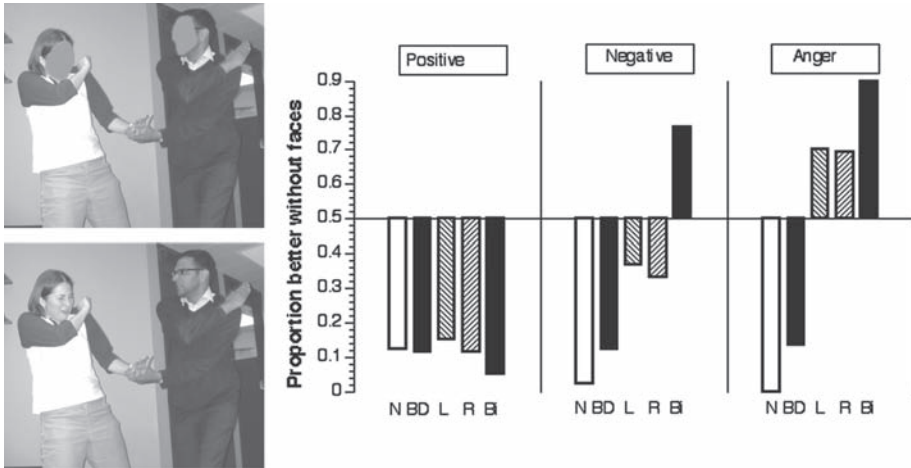 Positive
Negative
Anger
Proportion better without faces
0.9
0.8
0.7
0.6
0.5
0.4
0.3
0.2
0.1
0
N BD L R Bi
N BD L R Bi
N BD L R Bi